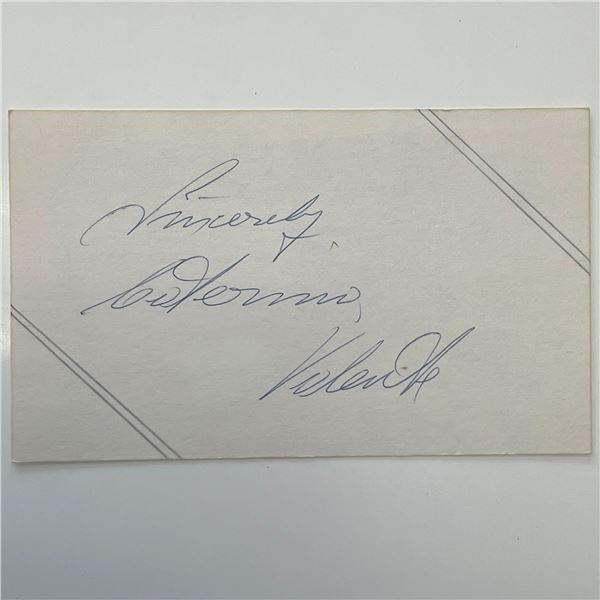 Sincerely,
Caterina
Valente